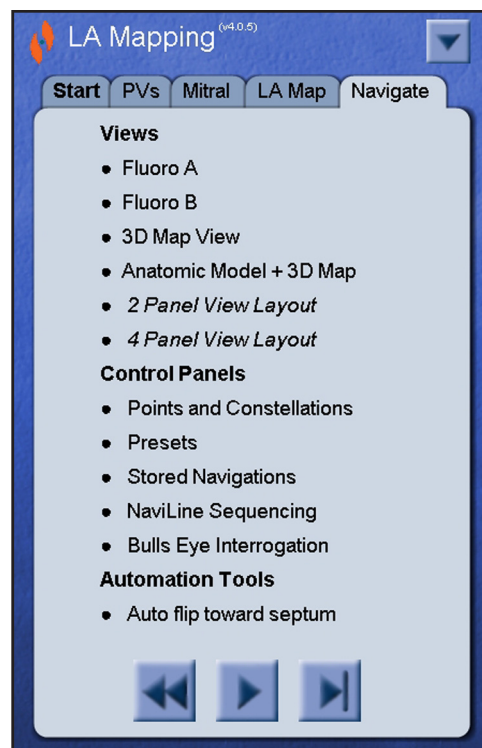 LA Mapping (v4.0.5)
Start PVs Mitral LA Map Navigate
Views
• Fluoro A
• Fluoro B
• 3D Map View
• Anatomic Model + 3D Map
• 2 Panel View Layout
• 4 Panel View Layout
Control Panels
• Points and Constellations
• Presets
• Stored Navigations
• NaviLine Sequencing
• Bulls Eye Interrogation
Automation Tools
• Auto flip toward septum